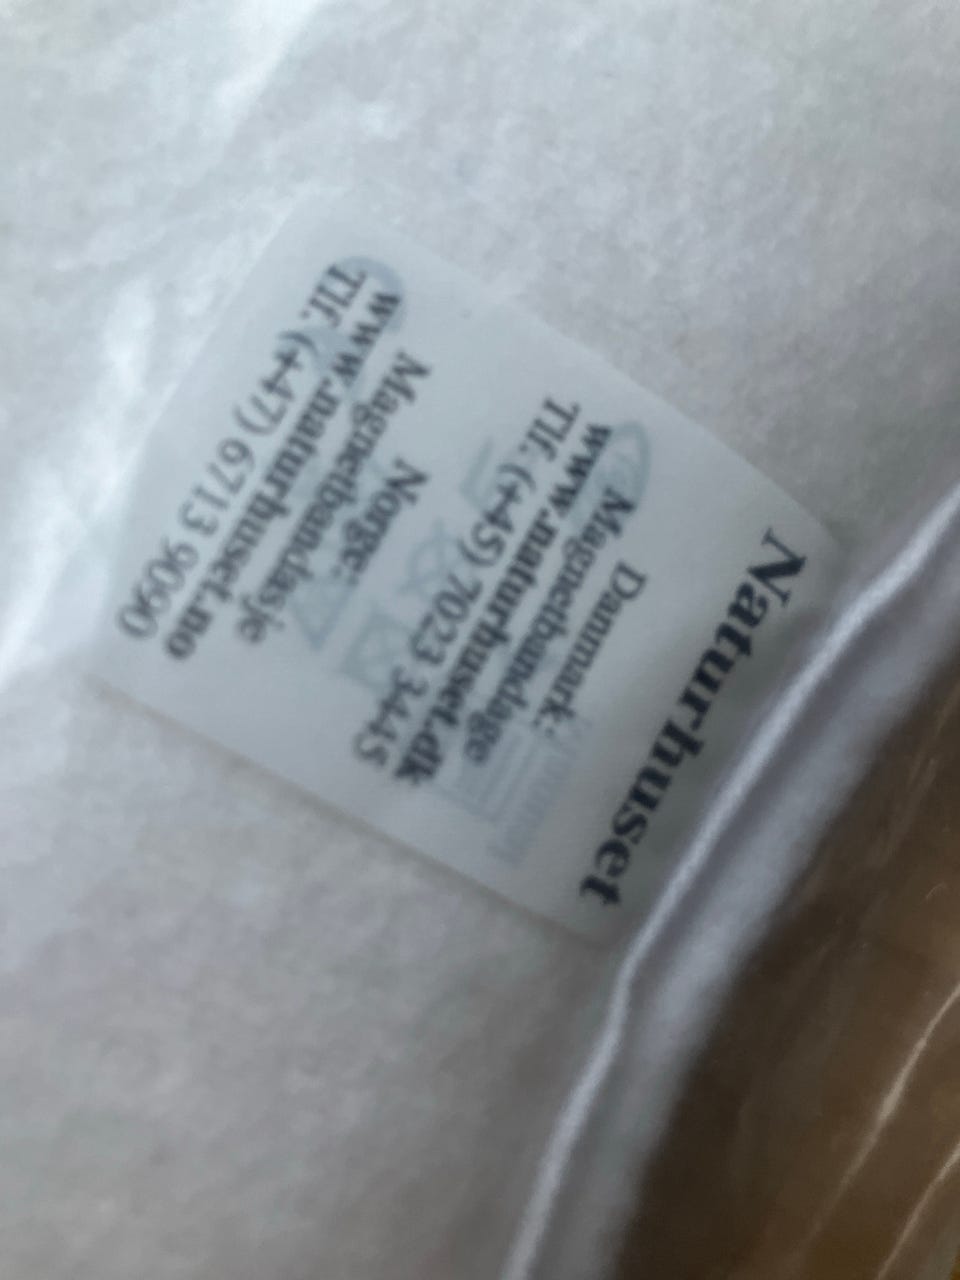 Naturhuset
Danmark:
Magnetbandage
www.naturhuset.dk
Tlf. (+45) 7023 3445
Norge:
Magnetbandasje
www.naturhuset.no
Tlf. (+47) 6713 9090